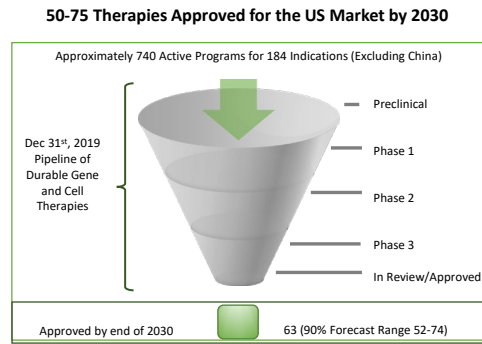 50-75 Therapies Approved for the US Market by 2030
Approximately 740 Active Programs for 184 Indications (Excluding China)
Dec 31st, 2019
Pipeline of
Durable Gene
and Cell
Therapies
Preclinical
Phase 1
Phase 2
Phase 3
In Review/Approved
Approved by end of 2030
63 (90% Forecast Range 52-74)